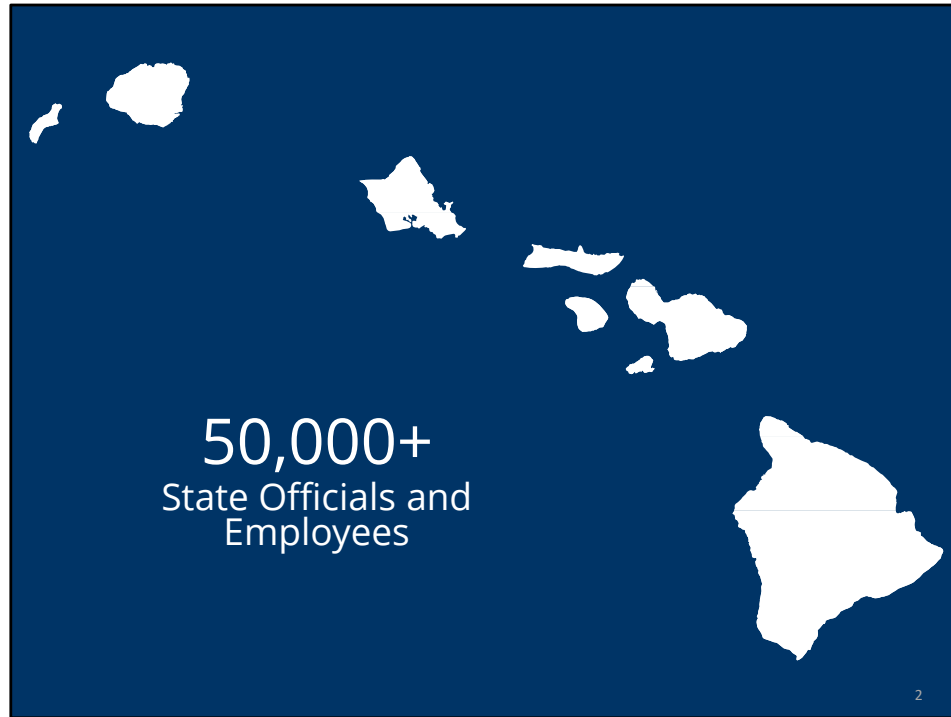 50,000+
State Officials and
Employees
2